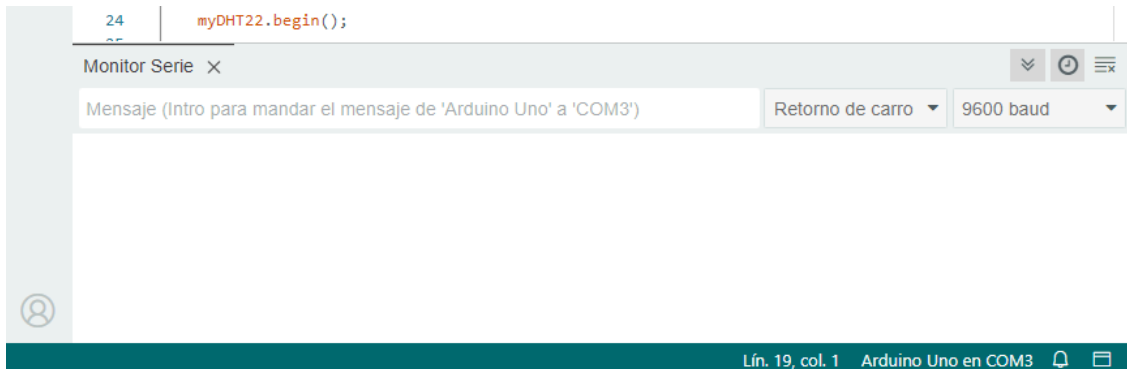 24 myDHT22.begin();
Monitor Serie
Mensaje (Intro para mandar el mensaje de 'Arduino Uno' a 'COM3') Retorno de carro 9600 baud
Lín. 19, col. 1 Arduino Uno en COM3